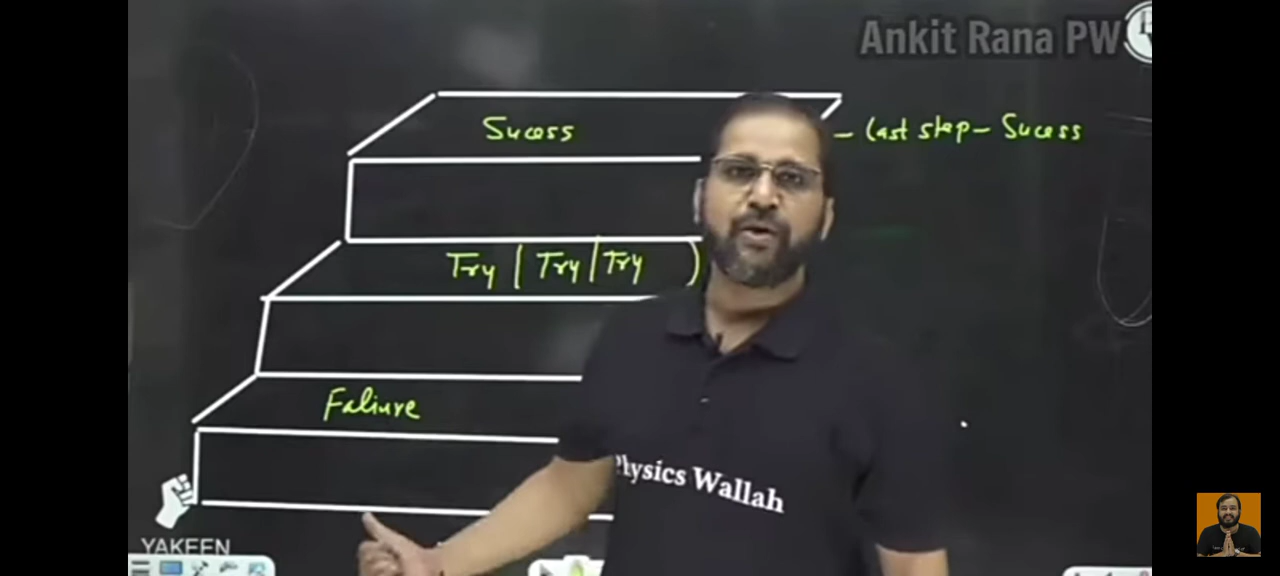 Ankit Rana PW
Sucess
– Last step – Sucess
Try | Try | Try )
Faliure
Physics Wallah
YAKEEN